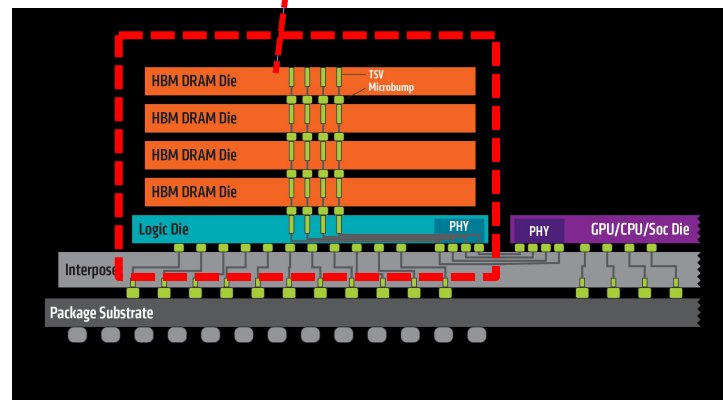 HBM DRAM Die
TSV
Microbump
HBM DRAM Die
HBM DRAM Die
HBM DRAM Die
Logic Die
PHY
PHY
GPU/CPU/Soc Die
Interpose
Package Substrate